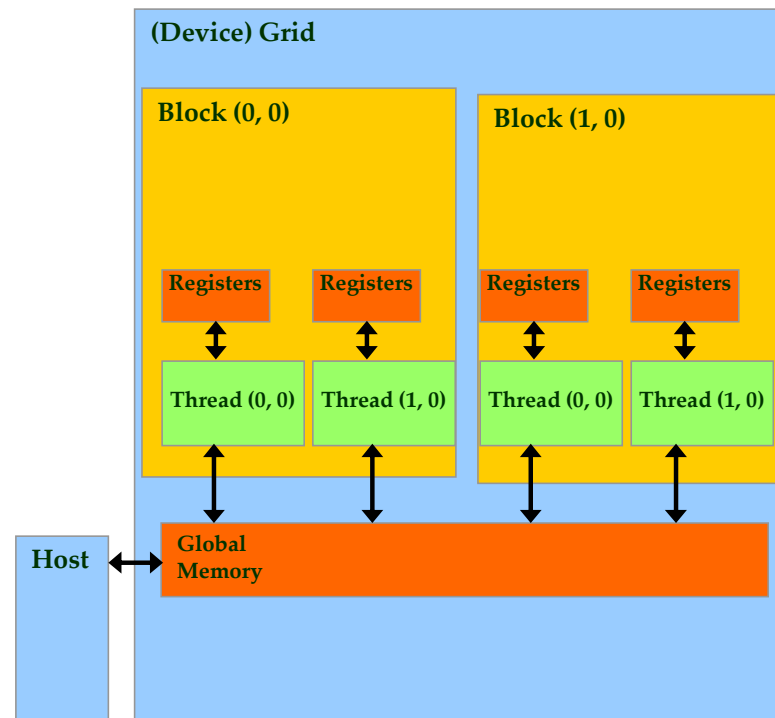 (Device) Grid
Block (0, 0)
Block (1, 0)
Registers
Registers
Registers
Registers
Thread (0, 0)
Thread (1, 0)
Thread (0, 0)
Thread (1, 0)
Host
Global
Memory